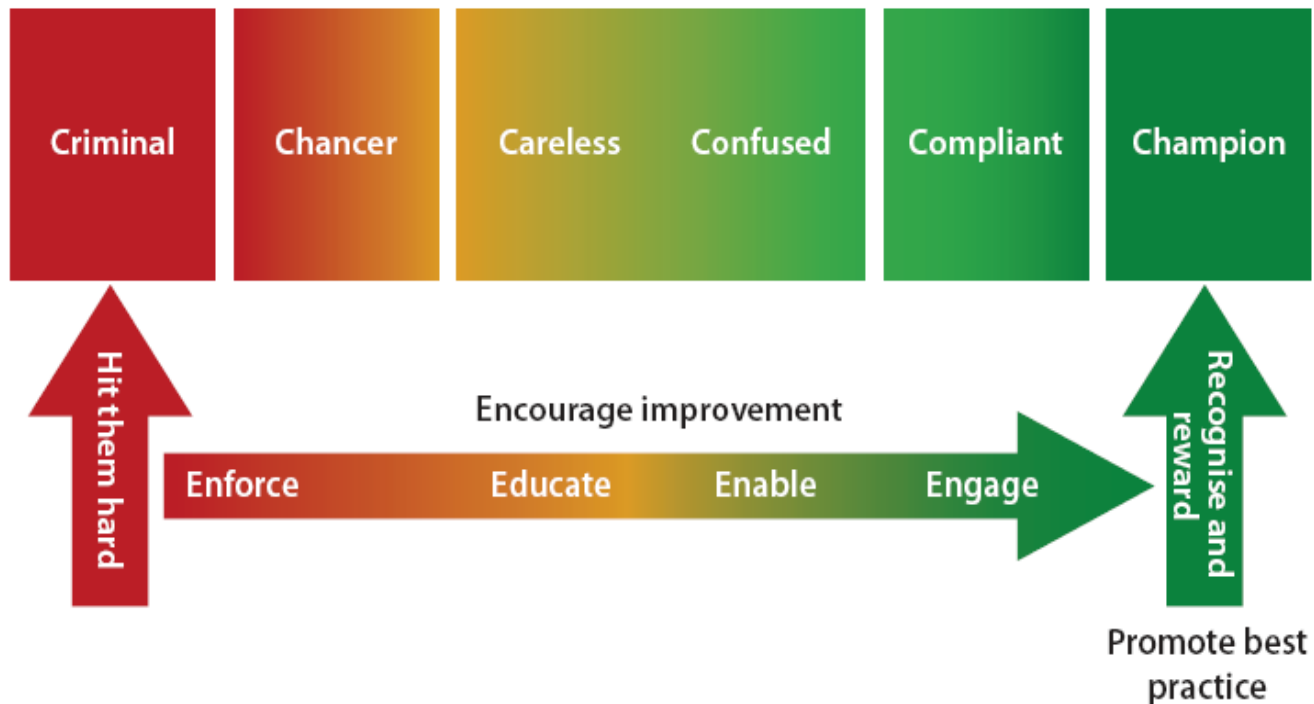 Criminal
Chancer
Careless
Confused
Compliant
Champion
Hit them hard
Encourage improvement
Enforce
Educate
Enable
Engage
Recognise and
reward
Promote best
practice